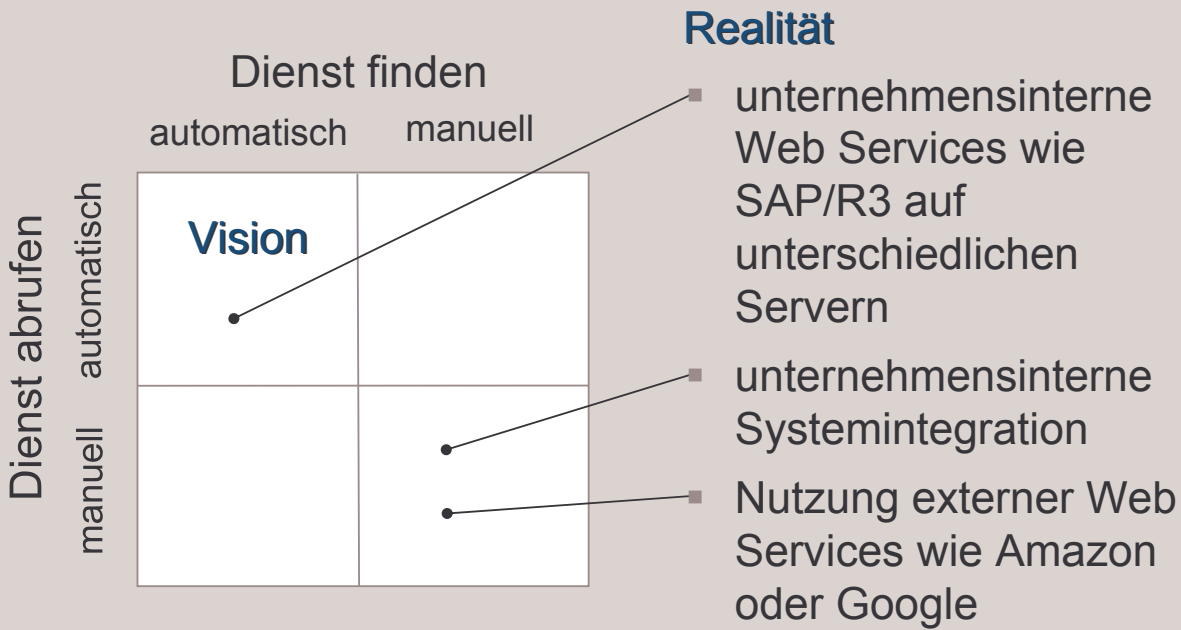 Realität
Dienst finden
automatisch manuell
Dienst abrufen
automatisch
manuell
Vision
unternehmensinterne
Web Services wie
SAP/R3 auf
unterschiedlichen
Servern
unternehmensinterne
Systemintegration
Nutzung externer Web
Services wie Amazon
oder Google